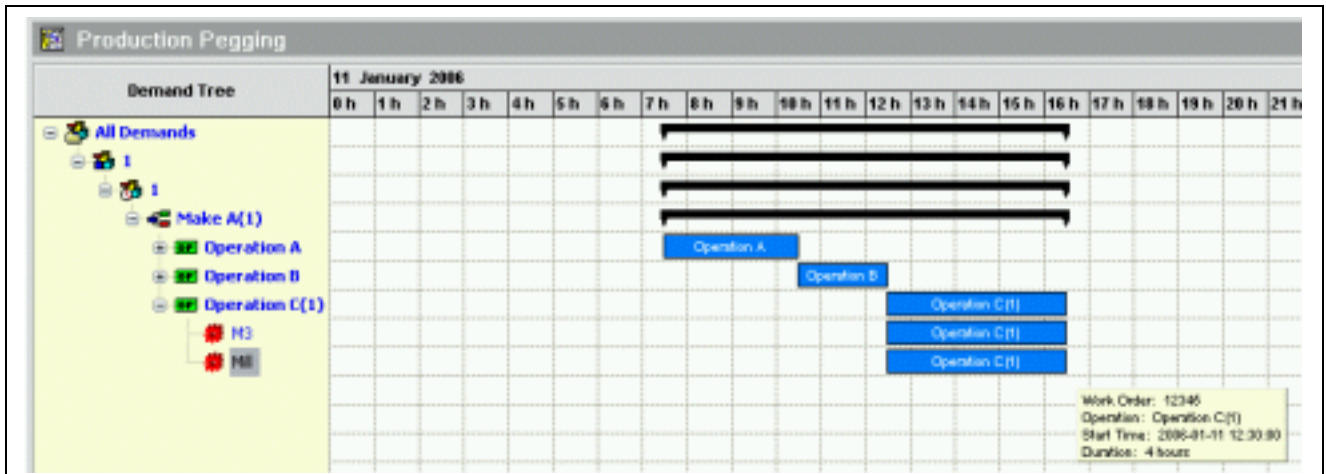 Production Pegging
Demand Tree
11 January 2006
0 h 1 h 2 h 3 h 4 h 5 h 6 h 7 h 8 h 9 h 10 h 11 h 12 h 13 h 14 h 15 h 16 h 17 h 18 h 19 h 20 h 21 h
All Demands
1
1
Make A(1)
Operation A
Operation A
Operation B
Operation B
Operation C(1)
Operation C(1)
M3
Operation C(1)
Operation C(1)
Work Order: 12346
Operation: Operation C(1)
Start Time: 2006-01-11 12:30:00
Duration: 4 hours